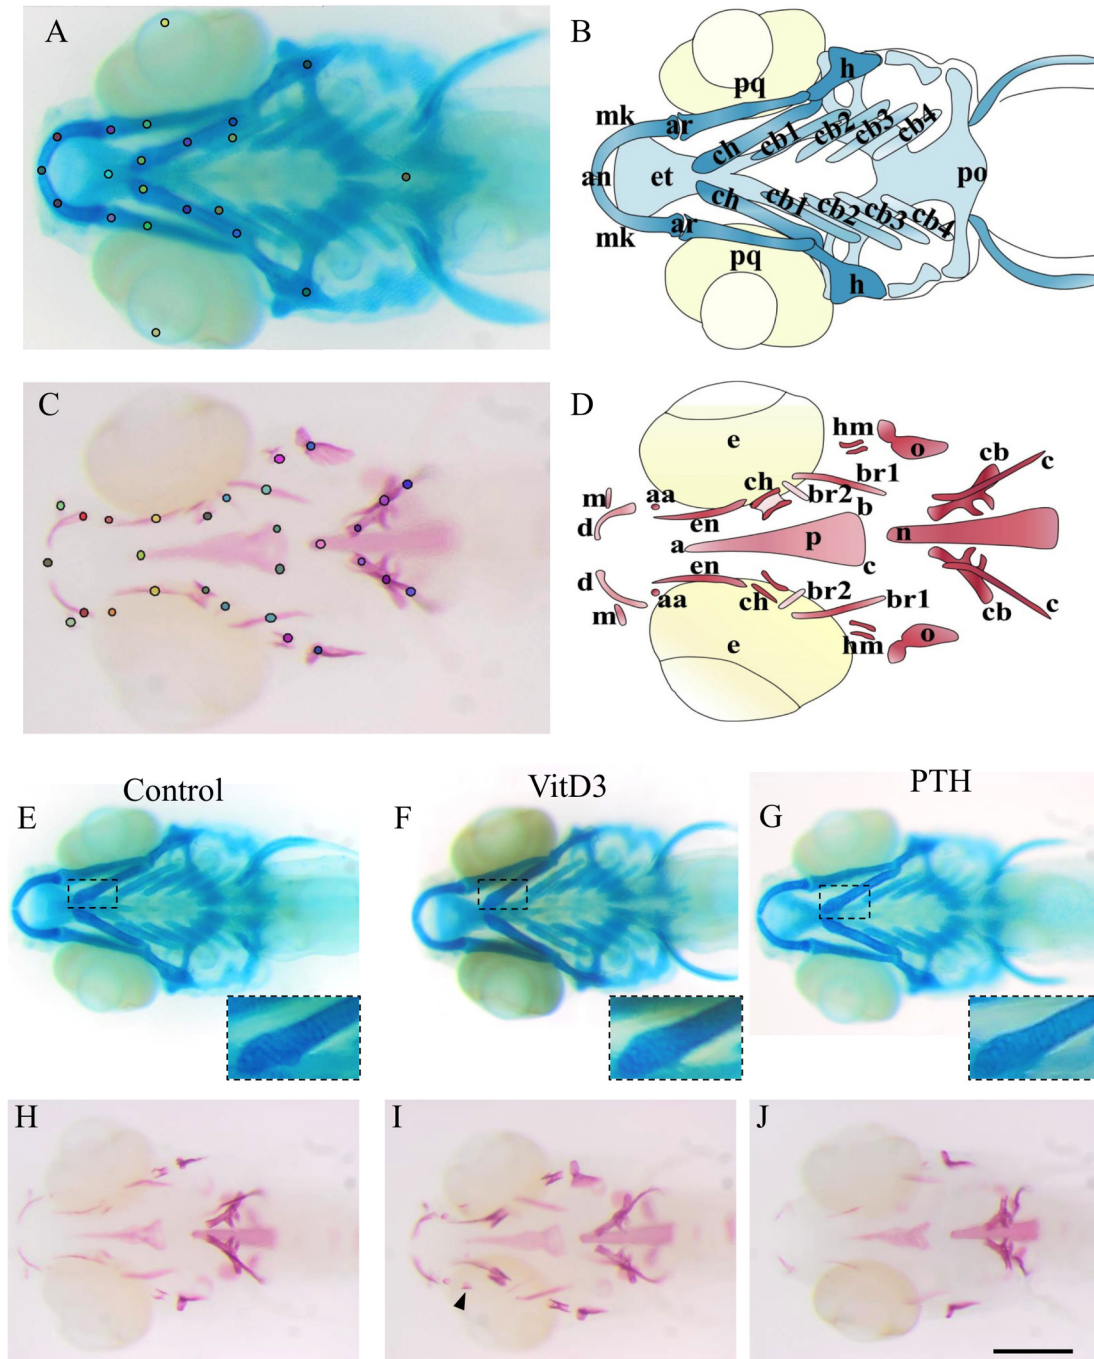 A
B
h
pq
mk
ar
cb1
cb2
cb3
cb4
ch
an
et
po
ch
cb1
cb2
cb3
cb4
mk
ar
pq
h
C
D
e
hm
o
cb
c
br1
ch
br2
b
m
aa
d
en
a
p
n
en
c
d
aa
ch
br2
br1
m
hm
o
cb
c
e
Control
VitD3
PTH
E
F
G
H
I
J